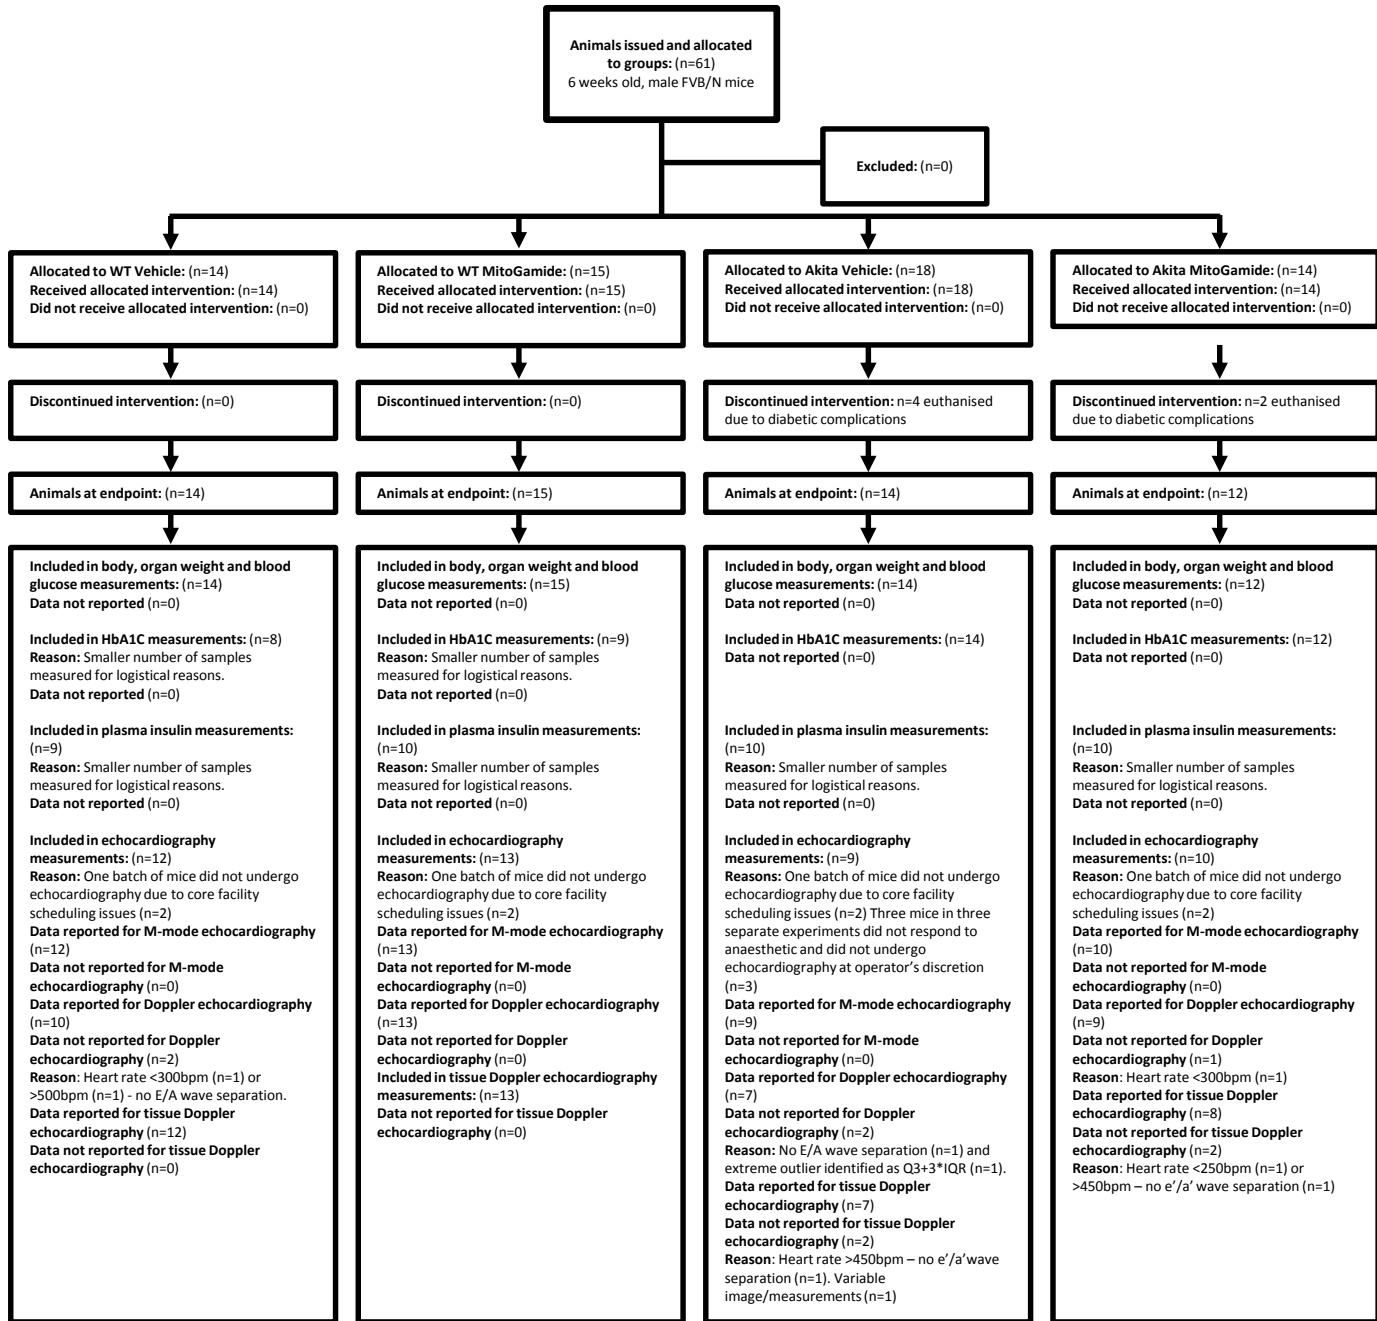 Animals issued and allocated
to groups: (n=61)
6 weeks old, male FVB/N mice
Excluded: (n=0)
Allocated to WT Vehicle: (n=14)
Received allocated intervention: (n=14)
Did not receive allocated intervention: (n=0)
Allocated to WT MitoGamide: (n=15)
Received allocated intervention: (n=15)
Did not receive allocated intervention: (n=0)
Allocated to Akita Vehicle: (n=18)
Received allocated intervention: (n=18)
Did not receive allocated intervention: (n=0)
Allocated to Akita MitoGamide: (n=14)
Received allocated intervention: (n=14)
Did not receive allocated intervention: (n=0)
Discontinued intervention: (n=0)
Discontinued intervention: (n=0)
Discontinued intervention: n=4 euthanised
due to diabetic complications
Discontinued intervention: n=2 euthanised
due to diabetic complications
Animals at endpoint: (n=14)
Animals at endpoint: (n=15)
Animals at endpoint: (n=14)
Animals at endpoint: (n=12)
Included in body, organ weight and blood
glucose measurements: (n=14)
Data not reported (n=0)
Included in HbA1C measurements: (n=8)
Reason: Smaller number of samples
measured for logistical reasons.
Data not reported (n=0)
Included in plasma insulin measurements:
(n=9)
Reason: Smaller number of samples
measured for logistical reasons.
Data not reported (n=0)
Included in echocardiography
measurements: (n=12)
Reason: One batch of mice did not undergo
echocardiography due to core facility
scheduling issues (n=2)
Data reported for M-mode echocardiography
(n=12)
Data not reported for M-mode
echocardiography (n=0)
Data reported for Doppler echocardiography
(n=10)
Data not reported for Doppler
echocardiography (n=2)
Reason: Heart rate <300bpm (n=1) or
>500bpm (n=1) - no E/A wave separation.
Data reported for tissue Doppler
echocardiography (n=12)
Data not reported for tissue Doppler
echocardiography (n=0)
Included in body, organ weight and blood
glucose measurements: (n=15)
Data not reported (n=0)
Included in HbA1C measurements: (n=9)
Reason: Smaller number of samples
measured for logistical reasons.
Data not reported (n=0)
Included in plasma insulin measurements:
(n=10)
Reason: Smaller number of samples
measured for logistical reasons.
Data not reported (n=0)
Included in echocardiography
measurements: (n=13)
Reason: One batch of mice did not undergo
echocardiography due to core facility
scheduling issues (n=2)
Data reported for M-mode echocardiography
(n=13)
Data not reported for M-mode
echocardiography (n=0)
Data reported for Doppler echocardiography
(n=13)
Data not reported for Doppler
echocardiography (n=0)
Included in tissue Doppler echocardiography
measurements: (n=13)
Data not reported for tissue Doppler
echocardiography (n=0)
Included in body, organ weight and blood
glucose measurements: (n=14)
Data not reported (n=0)
Included in HbA1C measurements: (n=14)
Data not reported (n=0)
Included in plasma insulin measurements:
(n=10)
Reason: Smaller number of samples
measured for logistical reasons.
Data not reported (n=0)
Included in echocardiography
measurements: (n=9)
Reasons: One batch of mice did not undergo
echocardiography due to core facility
scheduling issues (n=2) Three mice in three
separate experiments did not respond to
anaesthetic and did not undergo
echocardiography at operator's discretion
(n=3)
Data reported for M-mode echocardiography
(n=9)
Data not reported for M-mode
echocardiography (n=0)
Data reported for Doppler echocardiography
(n=7)
Data not reported for Doppler
echocardiography (n=2)
Reason: No E/A wave separation (n=1) and
extreme outlier identified as Q3+3*IQR (n=1).
Data reported for tissue Doppler
echocardiography (n=7)
Data not reported for tissue Doppler
echocardiography (n=2)
Reason: Heart rate >450bpm – no e'/a'wave
separation (n=1). Variable
image/measurements (n=1)
Included in body, organ weight and blood
glucose measurements: (n=12)
Data not reported (n=0)
Included in HbA1C measurements: (n=12)
Data not reported (n=0)
Included in plasma insulin measurements:
(n=10)
Reason: Smaller number of samples
measured for logistical reasons.
Data not reported (n=0)
Included in echocardiography
measurements: (n=10)
Reason: One batch of mice did not undergo
echocardiography due to core facility
scheduling issues (n=2)
Data reported for M-mode echocardiography
(n=10)
Data not reported for M-mode
echocardiography (n=0)
Data reported for Doppler echocardiography
(n=9)
Data not reported for Doppler
echocardiography (n=1)
Reason: Heart rate <300bpm (n=1)
Data reported for tissue Doppler
echocardiography (n=8)
Data not reported for tissue Doppler
echocardiography (n=2)
Reason: Heart rate <250bpm (n=1) or
>450bpm – no e'/a' wave separation (n=1)